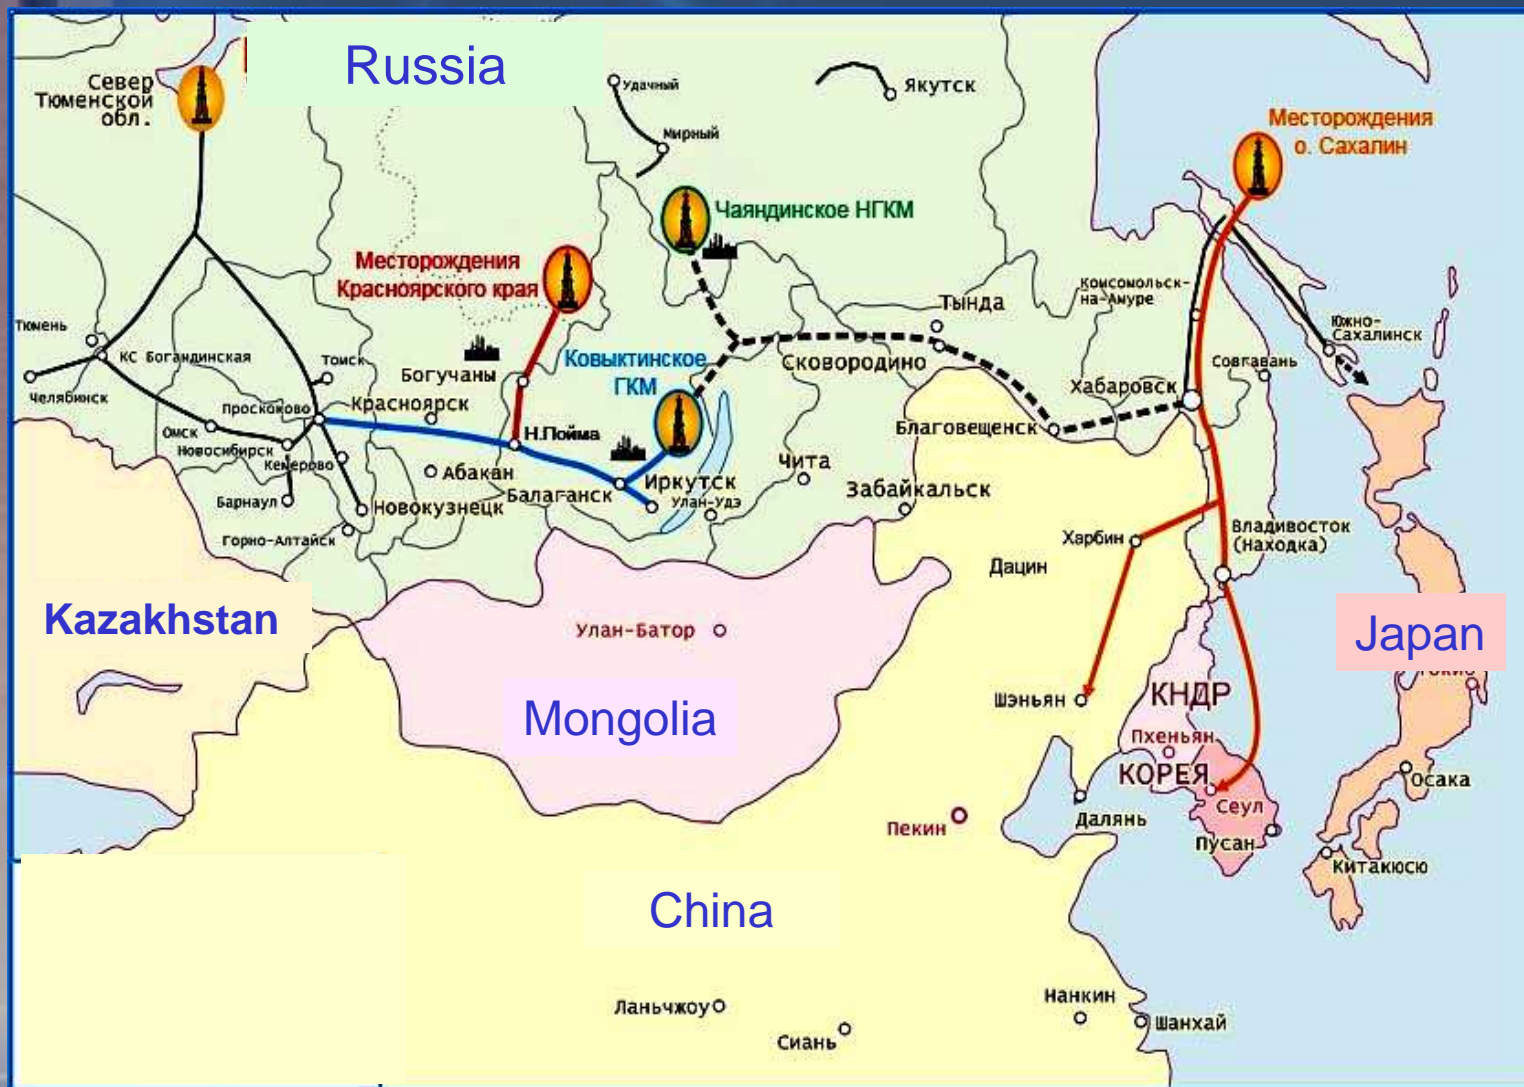 Russia
Север
Тюменской
обл.
Удачный
Мирный
Якутск
Месторождения
о. Сахалин
Чаяндинское НГКМ
Месторождения
Красноярского края
Комсомольск-
на-Амуре
Тында
Южно-
Сахалинск
Тюмень
КС Богандинская
Томск
Богучаны
Ковыктинское
ГКМ
Сковородино
Совгавань
Хабаровск
Челябинск
Проскоково
Красноярск
Омск
Новосибирск
Кемерово
Н.Пойма
Благовещенск
Абакан
Балаганск
Иркутск
Чита
Барнаул
Новокузнецк
Улан-Удэ
Забайкальск
Горно-Алтайск
Харбин
Владивосток
(Находка)
Дацин
Kazakhstan
Улан-Батор
Japan
Mongolia
Шэньян
КНДР
Пхеньян
КОРЕЯ
Сеул
Осака
Пекин
Далянь
Пусан
Китакюсю
China
Ланьчжоу
Сиань
Нанкин
Шанхай